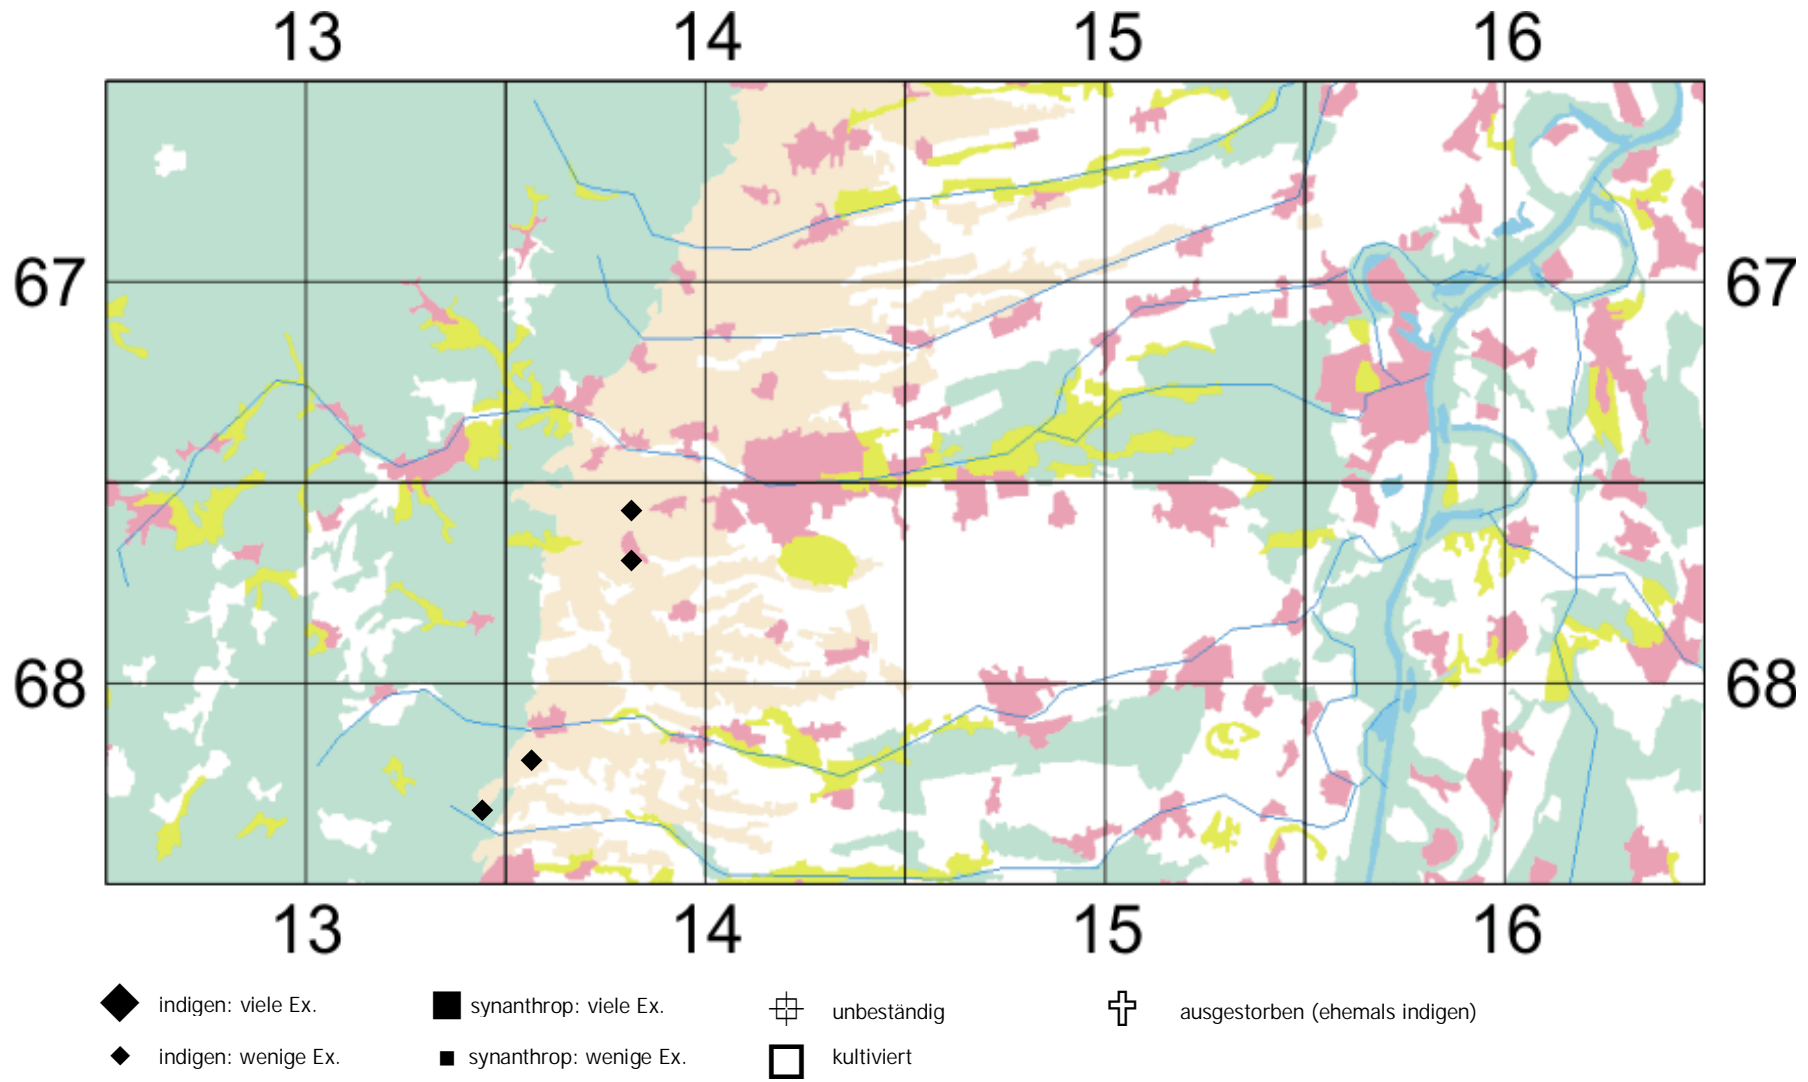 13 14 15 16
67 67
68 68
13 14 15 16
indigen: viele Ex. synanthrop: viele Ex. unbeständig ausgestorben (ehemals indigen)
indigen: wenige Ex. synanthrop: wenige Ex. kultiviert